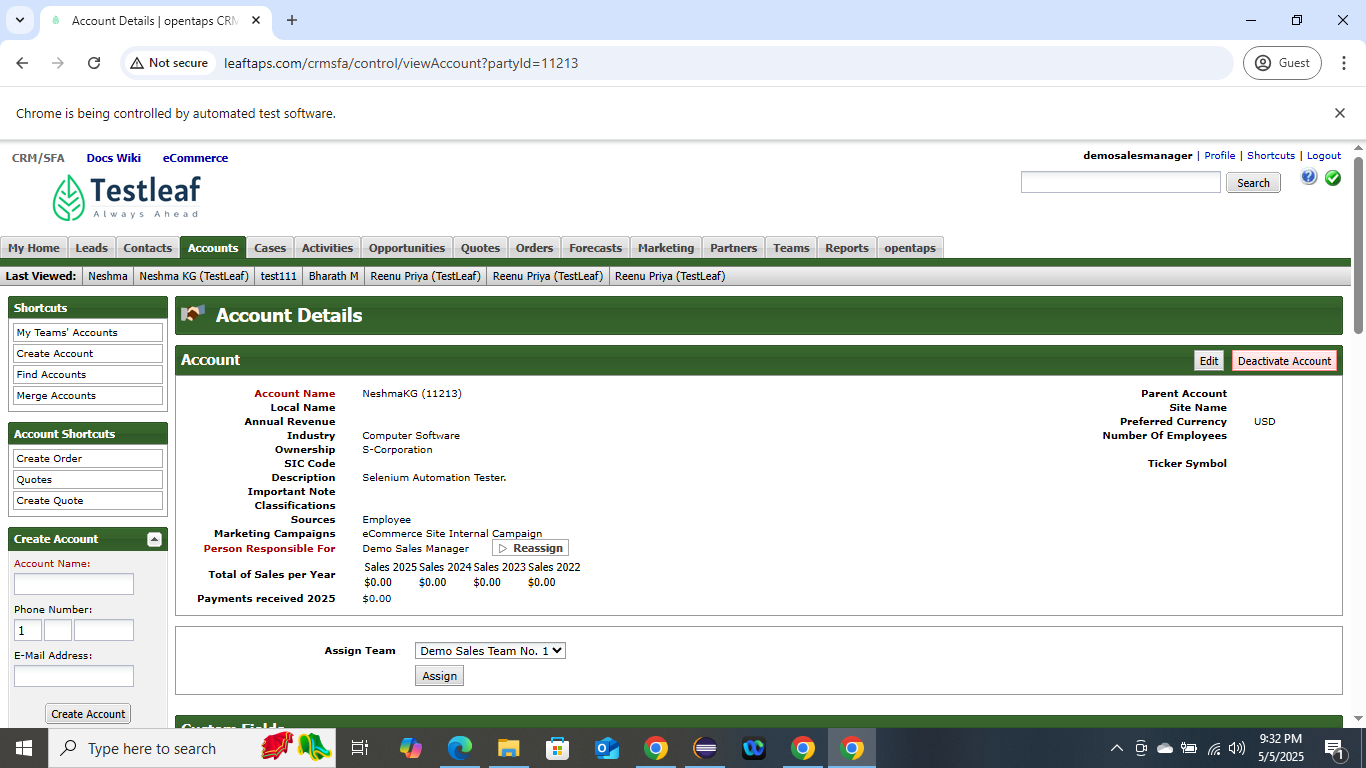 Account Details | opentaps CRM
Not secure
leaftaps.com/crmsfa/control/viewAccount?partyId=11213
Guest
Chrome is being controlled by automated test software.
CRM/SFA Docs Wiki eCommerce
demosalesmanager | Profile | Shortcuts | Logout
Testleaf
Always Ahead
Search
My Home Leads Contacts Accounts Cases Activities Opportunities Quotes Orders Forecasts Marketing Partners Teams Reports opentaps
Last Viewed: Neshma Neshma KG (TestLeaf) test111 Bharath M Reenu Priya (TestLeaf) Reenu Priya (TestLeaf) Reenu Priya (TestLeaf)
Shortcuts
My Teams' Accounts
Create Account
Find Accounts
Merge Accounts
Account Shortcuts
Create Order
Quotes
Create Quote
Create Account
Account Name:
Phone Number:
1
E-Mail Address:
Create Account
Account Details
Account
Edit Deactivate Account
Account Name NeshmaKG (11213)
Local Name
Annual Revenue
Industry Computer Software
Ownership S-Corporation
SIC Code
Description Selenium Automation Tester.
Important Note
Classifications
Sources Employee
Marketing Campaigns eCommerce Site Internal Campaign
Person Responsible For Demo Sales Manager Reassign
Total of Sales per Year
Sales 2025 Sales 2024 Sales 2023 Sales 2022
$0.00 $0.00 $0.00 $0.00
Payments received 2025 $0.00
Parent Account
Site Name
Preferred Currency USD
Number Of Employees
Ticker Symbol
Assign Team Demo Sales Team No. 1
Assign
Custom Fields
Type here to search
9:32 PM
5/5/2025
1